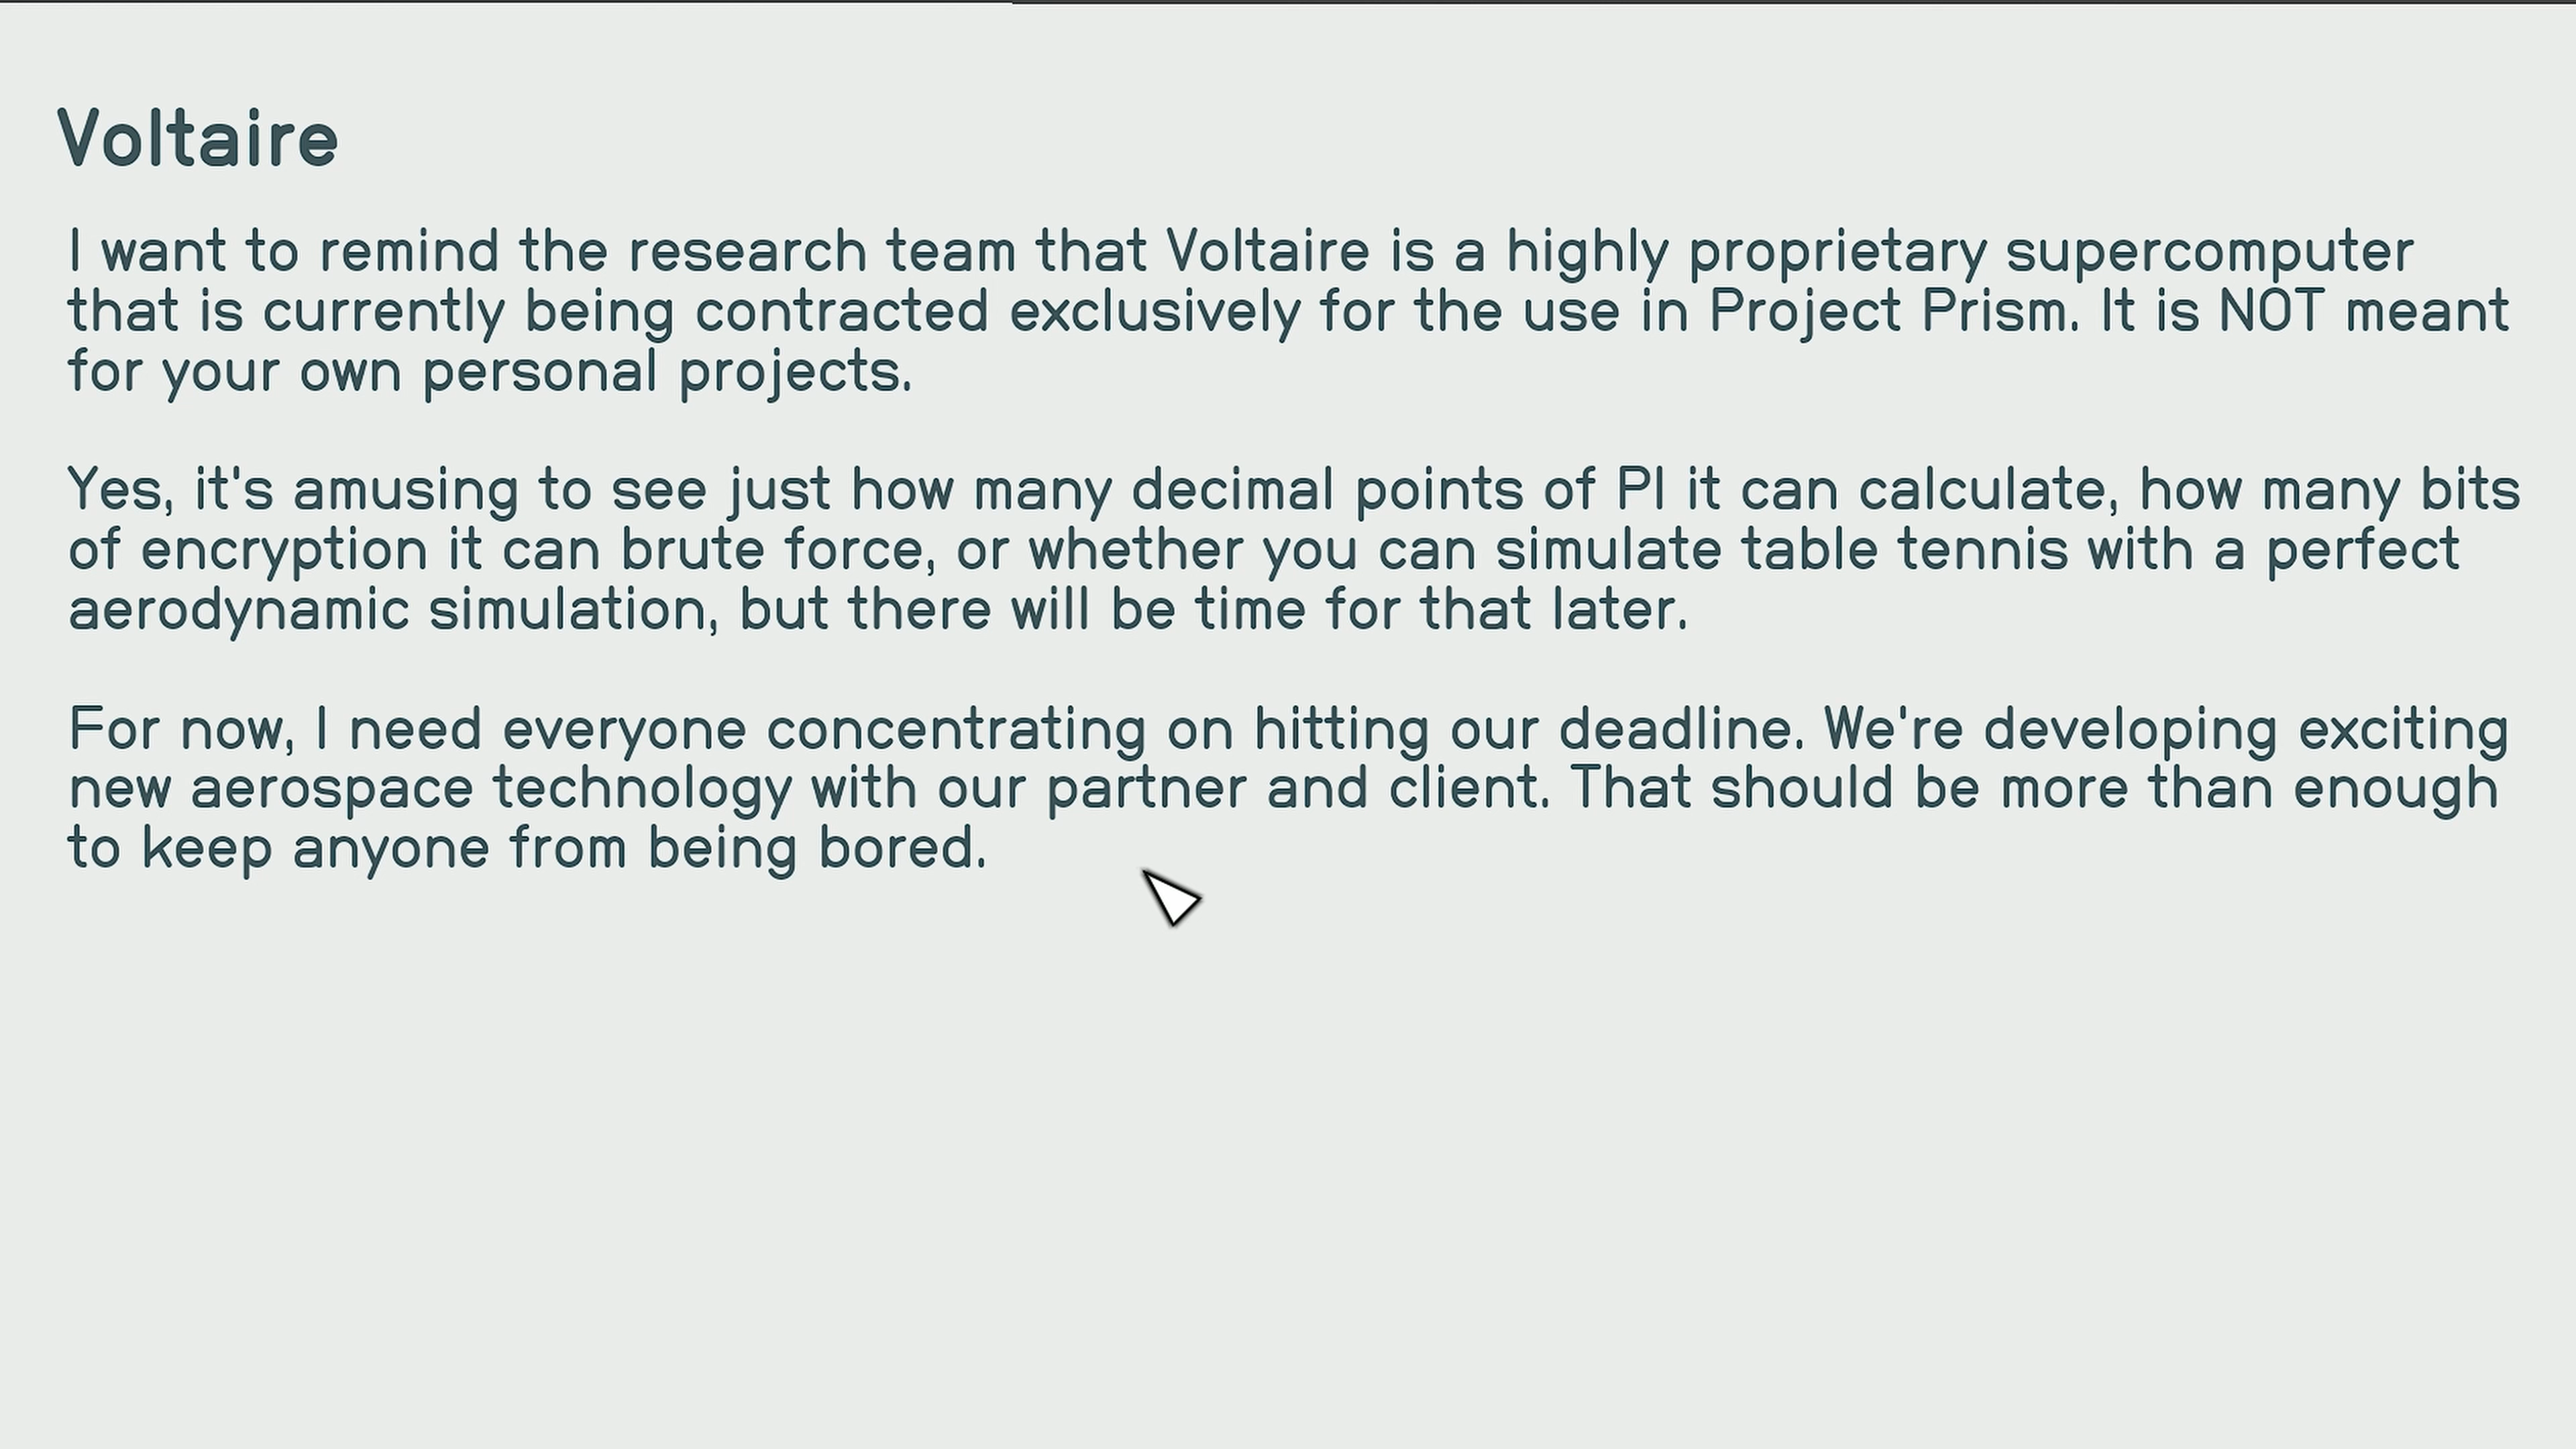 Voltaire
I want to remind the research team that Voltaire is a highly proprietary supercomputer
that is currently being contracted exclusively for the use in Project Prism. It is NOT meant
for your own personal projects.
Yes, it's amusing to see just how many decimal points of PI it can calculate, how many bits
of encryption it can brute force, or whether you can simulate table tennis with a perfect
aerodynamic simulation, but there will be time for that later.
For now, I need everyone concentrating on hitting our deadline. We're developing exciting
new aerospace technology with our partner and client. That should be more than enough
to keep anyone from being bored.